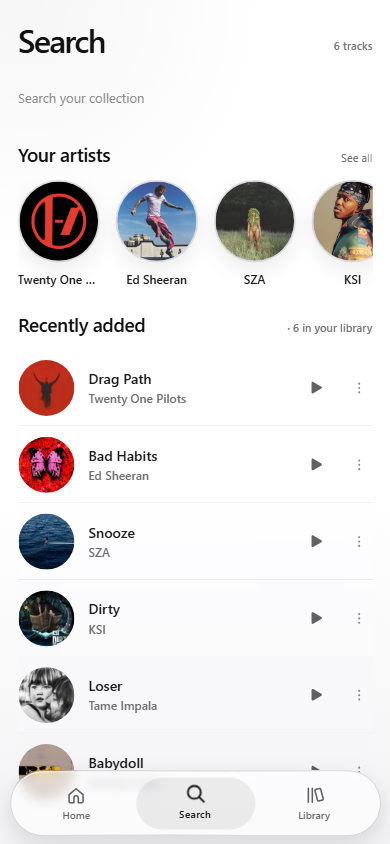 Search
6 tracks
Search your collection
Your artists
See all
Twenty One ...
Ed Sheeran
SZA
KSI
Recently added
· 6 in your library
Drag Path
Twenty One Pilots
Bad Habits
Ed Sheeran
Snooze
SZA
Dirty
KSI
Loser
Tame Impala
Babydoll
Home
Search
Library